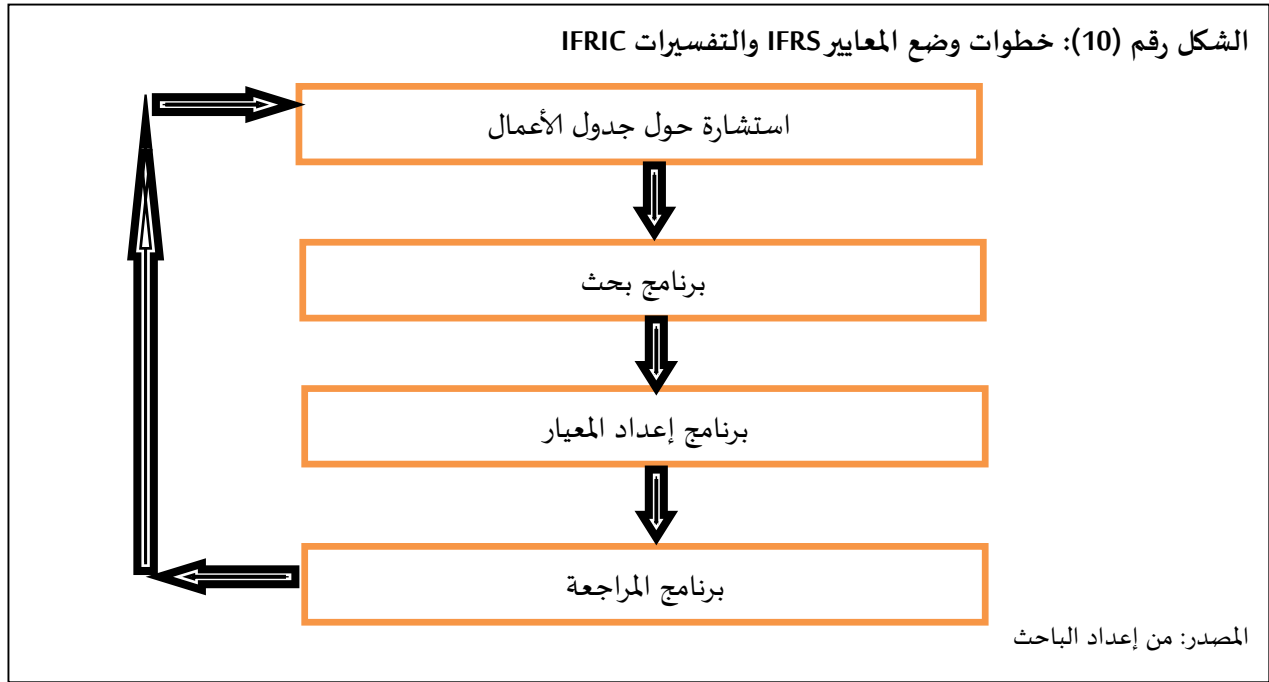 الشكل رقم (10): خطوات وضع المعايير IFRS والتفسيرات IFRIC
استشارة حول جدول الأعمال
برنامج بحث
برنامج إعداد المعيار
برنامج المراجعة
المصدر: من إعداد الباحث